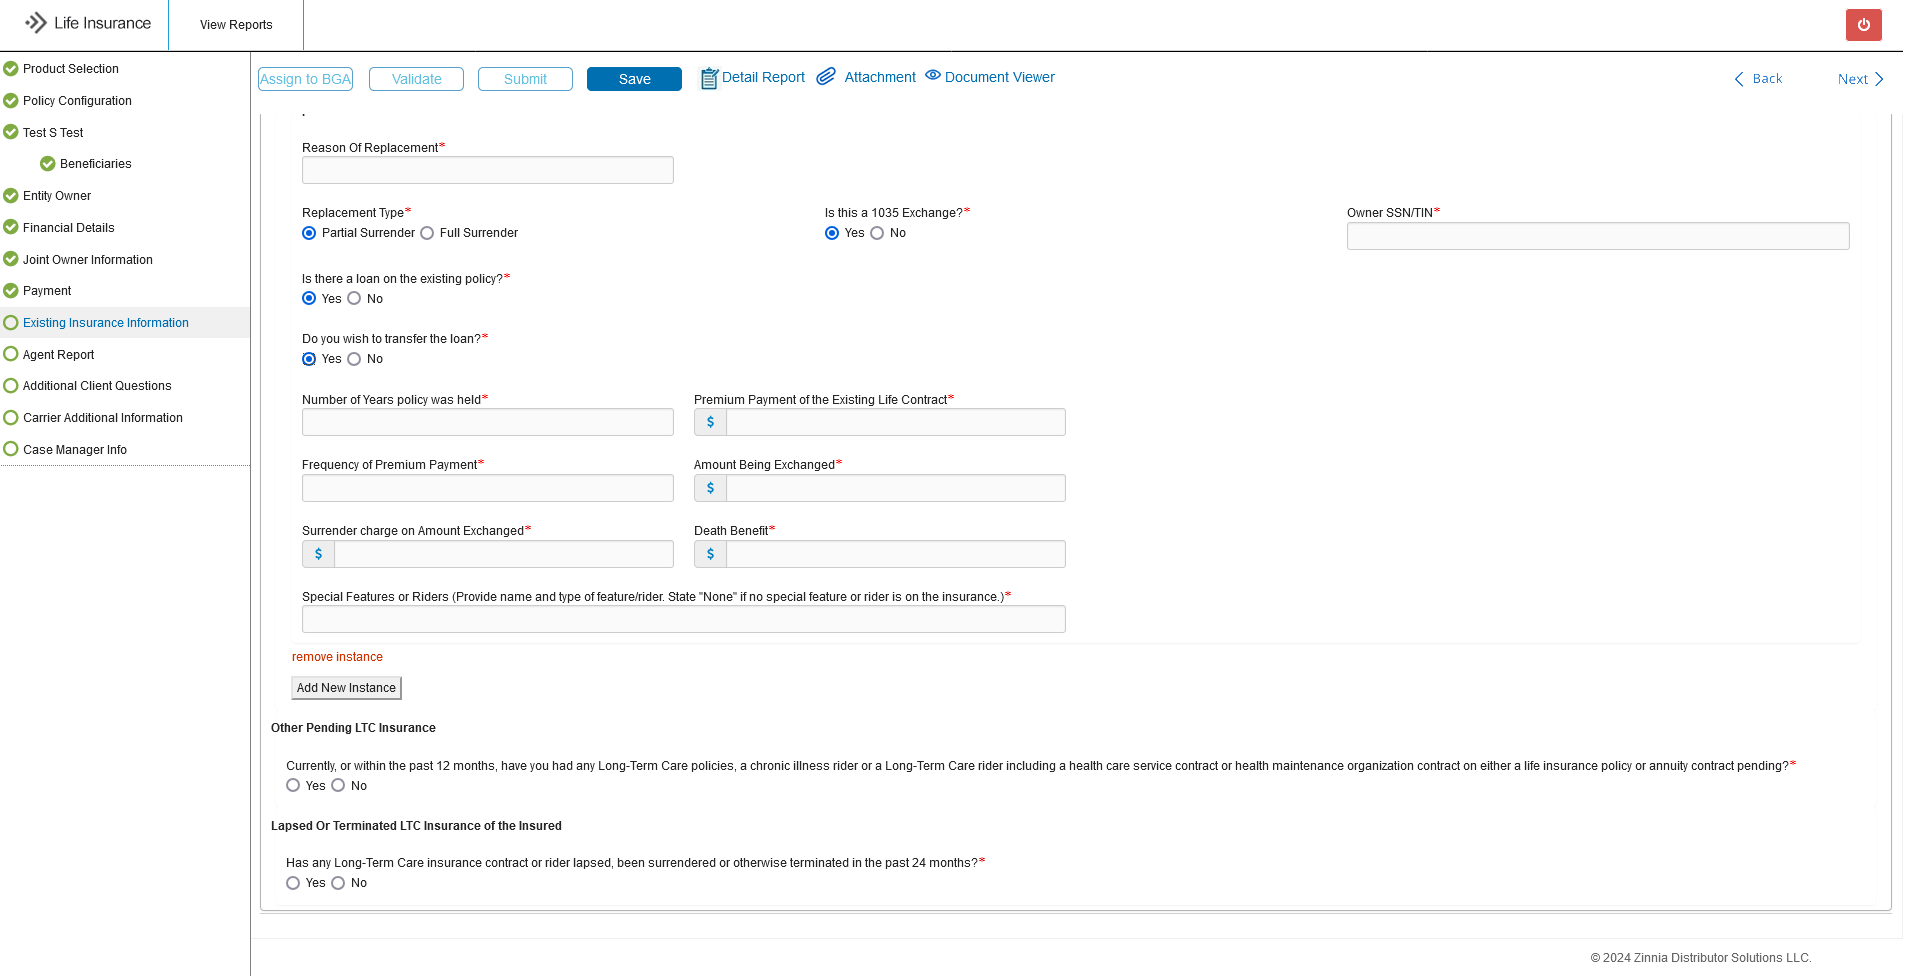 Life Insurance
View Reports
Product Selection
Policy Configuration
Test S Test
Beneficiaries
Entity Owner
Financial Details
Joint Owner Information
Payment
Existing Insurance Information
Agent Report
Additional Client Questions
Carrier Additional Information
Case Manager Info
Assign to BGA
Validate
Submit
Save
Detail Report
Attachment
Document Viewer
Back
Next
Reason Of Replacement*
Replacement Type*
Partial Surrender Full Surrender
Is this a 1035 Exchange?*
Yes No
Owner SSN/TIN*
Is there a loan on the existing policy?*
Yes No
Do you wish to transfer the loan?*
Yes No
Number of Years policy was held*
Premium Payment of the Existing Life Contract*
$
Frequency of Premium Payment*
Amount Being Exchanged*
$
Surrender charge on Amount Exchanged*
$
Death Benefit*
$
Special Features or Riders (Provide name and type of feature/rider. State "None" if no special feature or rider is on the insurance.)*
remove instance
Add New Instance
Other Pending LTC Insurance
Currently, or within the past 12 months, have you had any Long-Term Care policies, a chronic illness rider or a Long-Term Care rider including a health care service contract or health maintenance organization contract on either a life insurance policy or annuity contract pending?*
Yes No
Lapsed Or Terminated LTC Insurance of the Insured
Has any Long-Term Care insurance contract or rider lapsed, been surrendered or otherwise terminated in the past 24 months?*
Yes No
© 2024 Zinnia Distributor Solutions LLC.